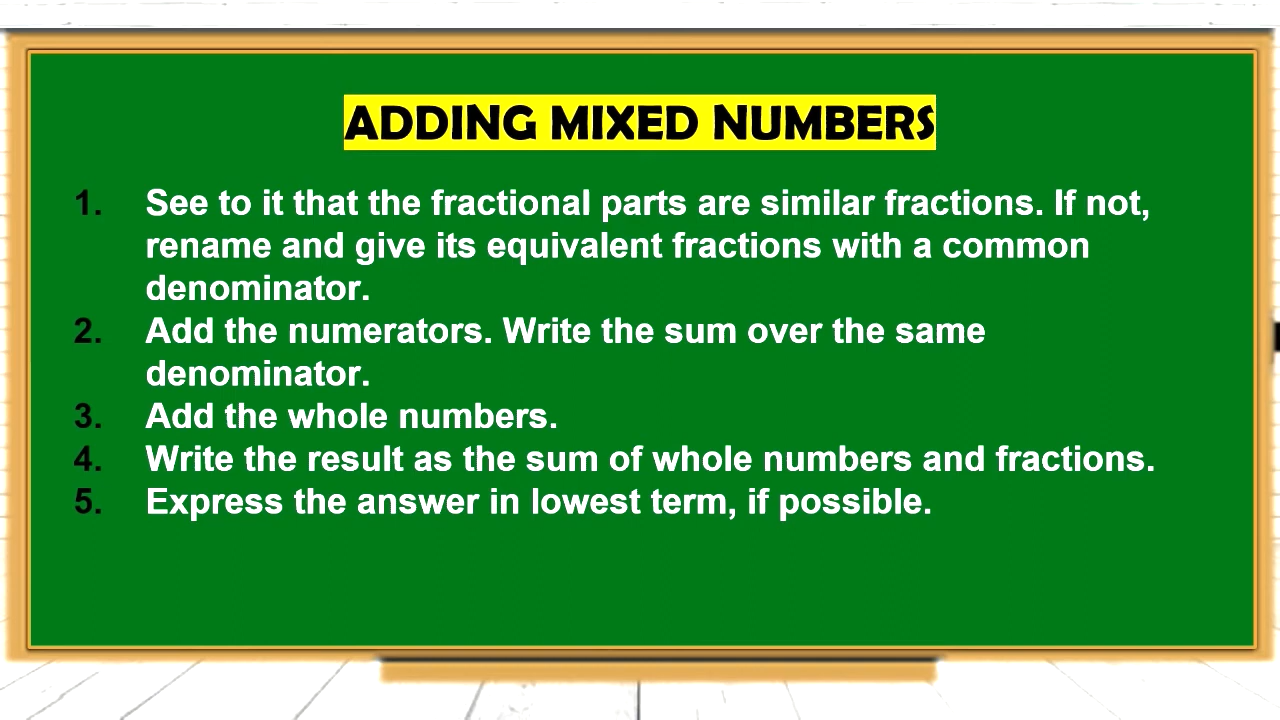 ADDING MIXED NUMBERS
1. See to it that the fractional parts are similar fractions. If not,
rename and give its equivalent fractions with a common
denominator.
2. Add the numerators. Write the sum over the same
denominator.
3. Add the whole numbers.
4. Write the result as the sum of whole numbers and fractions.
5. Express the answer in lowest term, if possible.